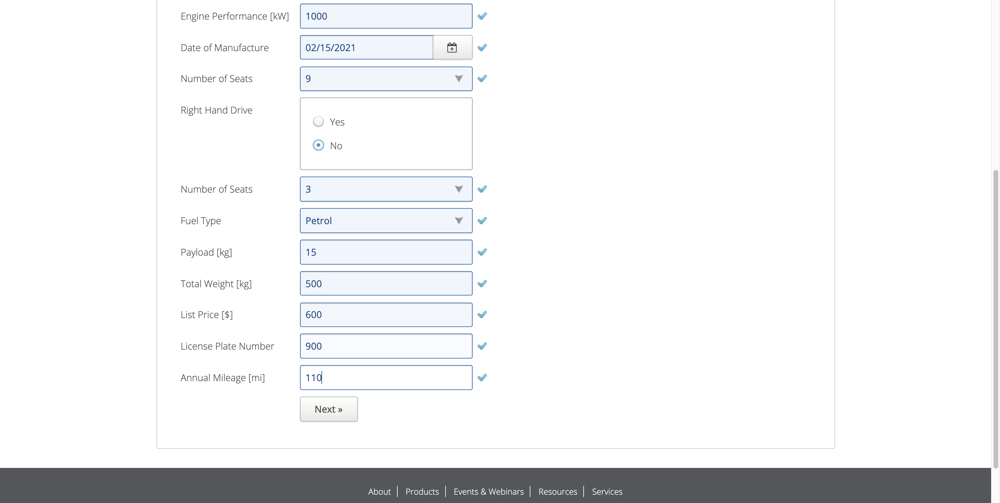 Engine Performance [kW] 1000
Date of Manufacture 02/15/2021
Number of Seats 9
Right Hand Drive
Yes
No
Number of Seats 3
Fuel Type Petrol
Payload [kg] 15
Total Weight [kg] 500
List Price [$] 600
License Plate Number 900
Annual Mileage [mi] 110
Next »
About | Products | Events & Webinars | Resources | Services